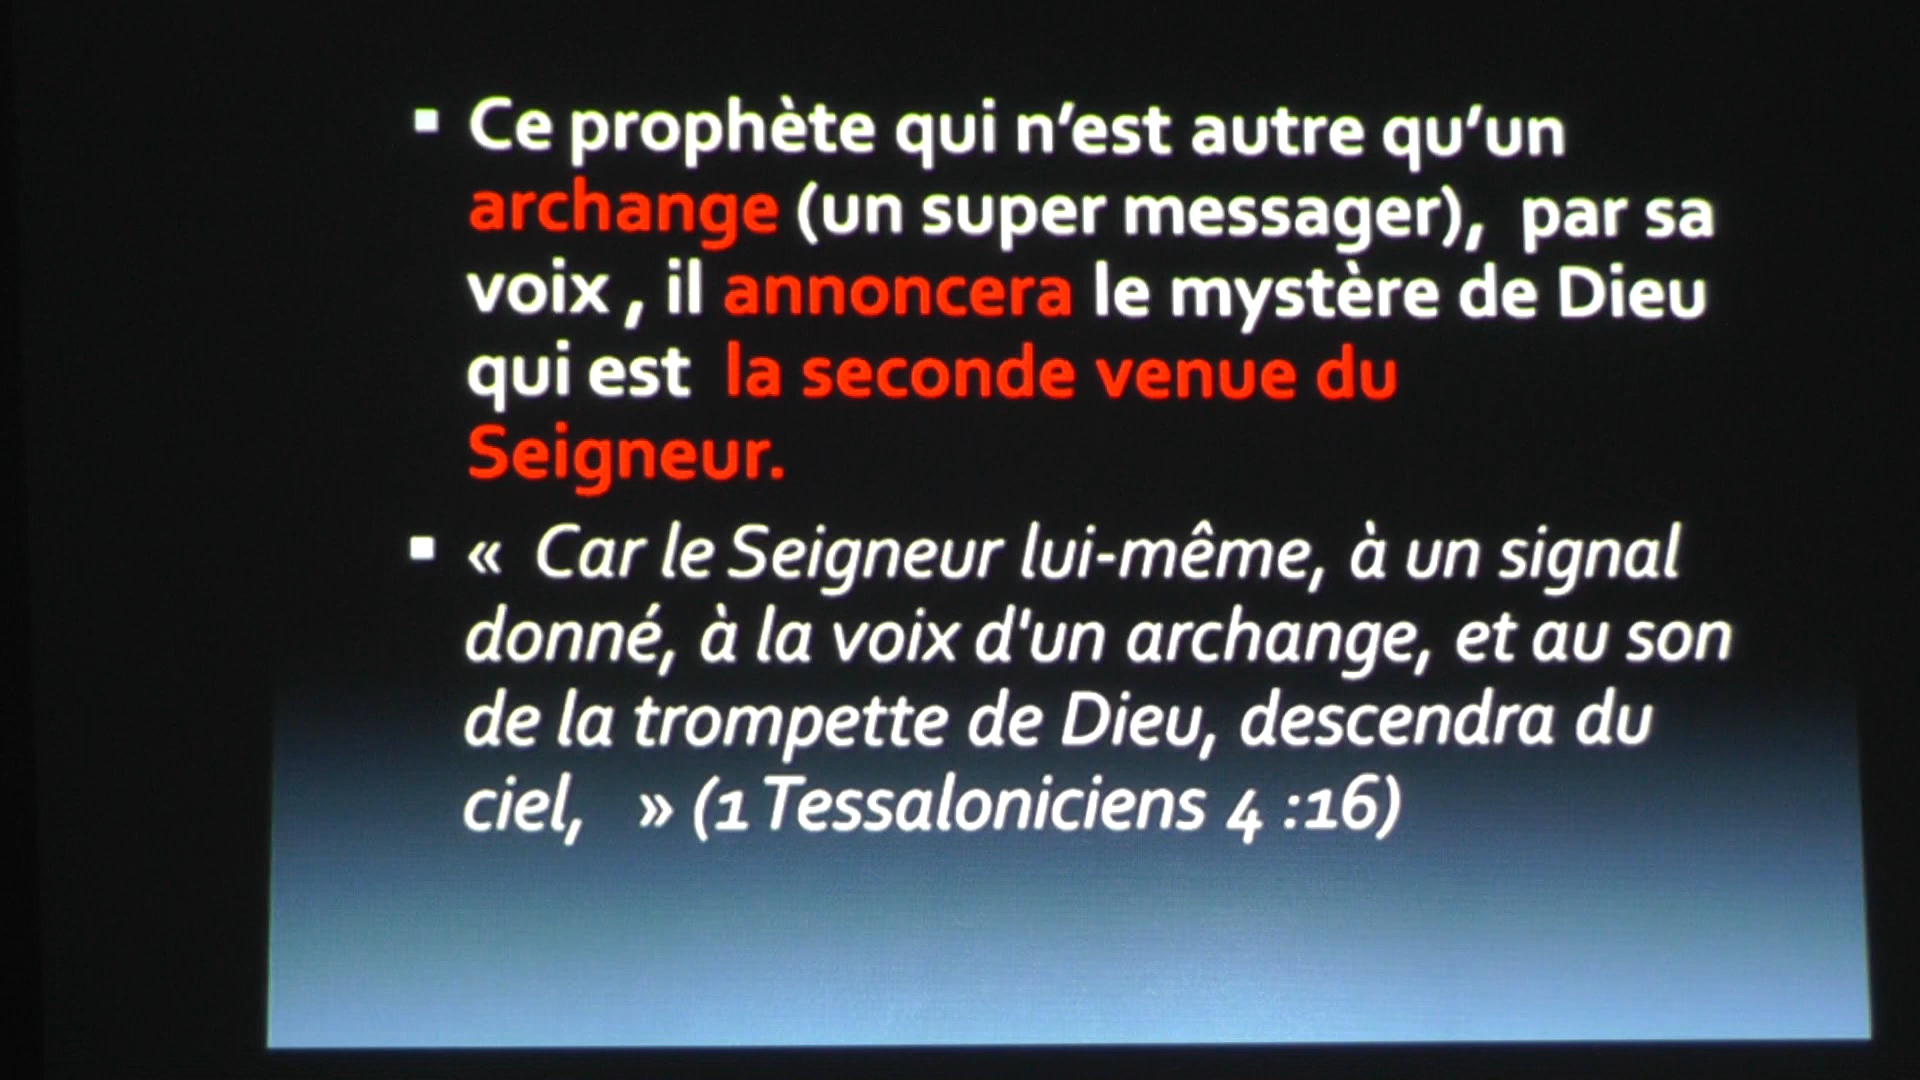 ▪ Ce prophète qui n’est autre qu’un
archange (un super messager), par sa
voix , il annoncera le mystère de Dieu
qui est la seconde venue du
Seigneur.
▪ « Car le Seigneur lui-même, à un signal
donné, à la voix d'un archange, et au son
de la trompette de Dieu, descendra du
ciel, » (1 Tessaloniciens 4 :16)